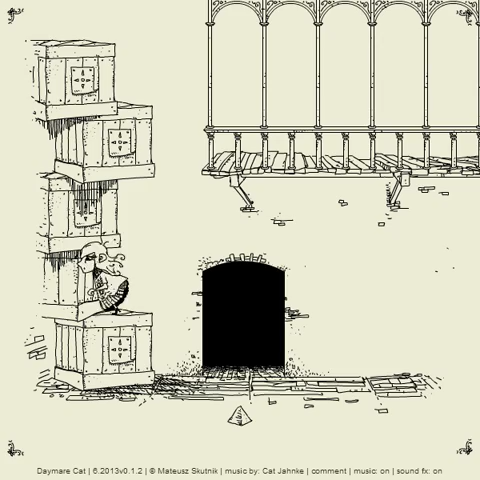 Daymare Cat | 6.2013v0.1.2 | © Mateusz Skutnik | music by: Cat Jahnke | comment | music: on | sound fx: on